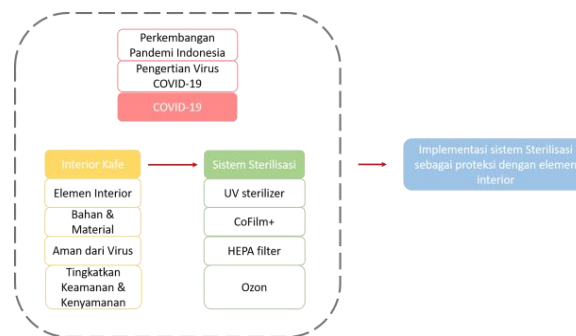 Perkembangan
Pandemi Indonesia
Pengertian Virus
COVID-19
COVID-19
Interior Kafe
Elemen Interior
Bahan &
Material
Aman dari Virus
Tingkatkan
Keamanan &
Kenyamanan
Sistem Sterilisasi
UV sterilizer
CoFilm+
HEPA filter
Ozon
Implementasi sistem Sterilisasi
sebagai proteksi dengan elemen
interior